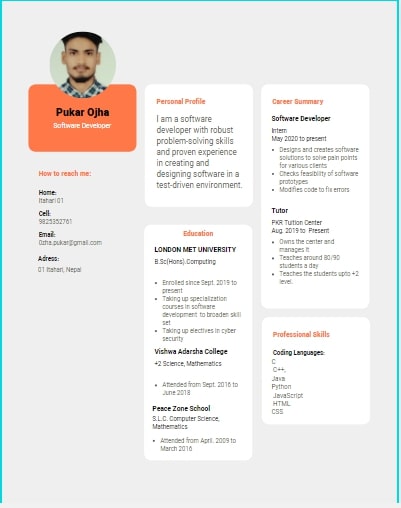 Pukar Ojha
Software Developer
How to reach me:
Home:
Itahari 01
Cell:
9825352761
Email:
0zha.pukar@gmail.com
Adress:
01 Itahari, Nepal
Personal Profile
I am a software
developer with robust
problem-solving skills
and proven experience
in creating and
designing software in a
test-driven environment.
Education
LONDON MET UNIVERSITY
B.Sc(Hons).Computing
• Enrolled since Sept. 2019 to
present
• Taking up specialization
courses in software
development to broaden skill
set
• Taking up electives in cyber
security
Vishwa Adarsha College
+2 Science, Mathematics
• Attended from Sept. 2016 to
June 2018
Peace Zone School
S.L.C. Computer Science,
Mathematics
• Attended from April. 2009 to
March 2016
Career Summary
Software Developer
Intern
May 2020 to present
• Designs and creates software
solutions to solve pain points
for various clients
• Checks feasibility of software
prototypes
• Modifies code to fix errors
Tutor
PKR Tuition Center
Aug. 2019 to Present
• Owns the center and
manages it
• Teaches around 80/90
students a day
• Teaches the students upto +2
level.
Professional Skills
Coding Languages:
C
C++,
Java
Python
JavaScript
HTML
CSS